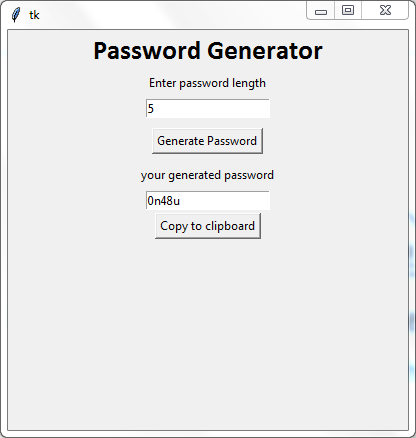 tk
Password Generator
Enter password length
5
Generate Password
your generated password
0n48u
Copy to clipboard